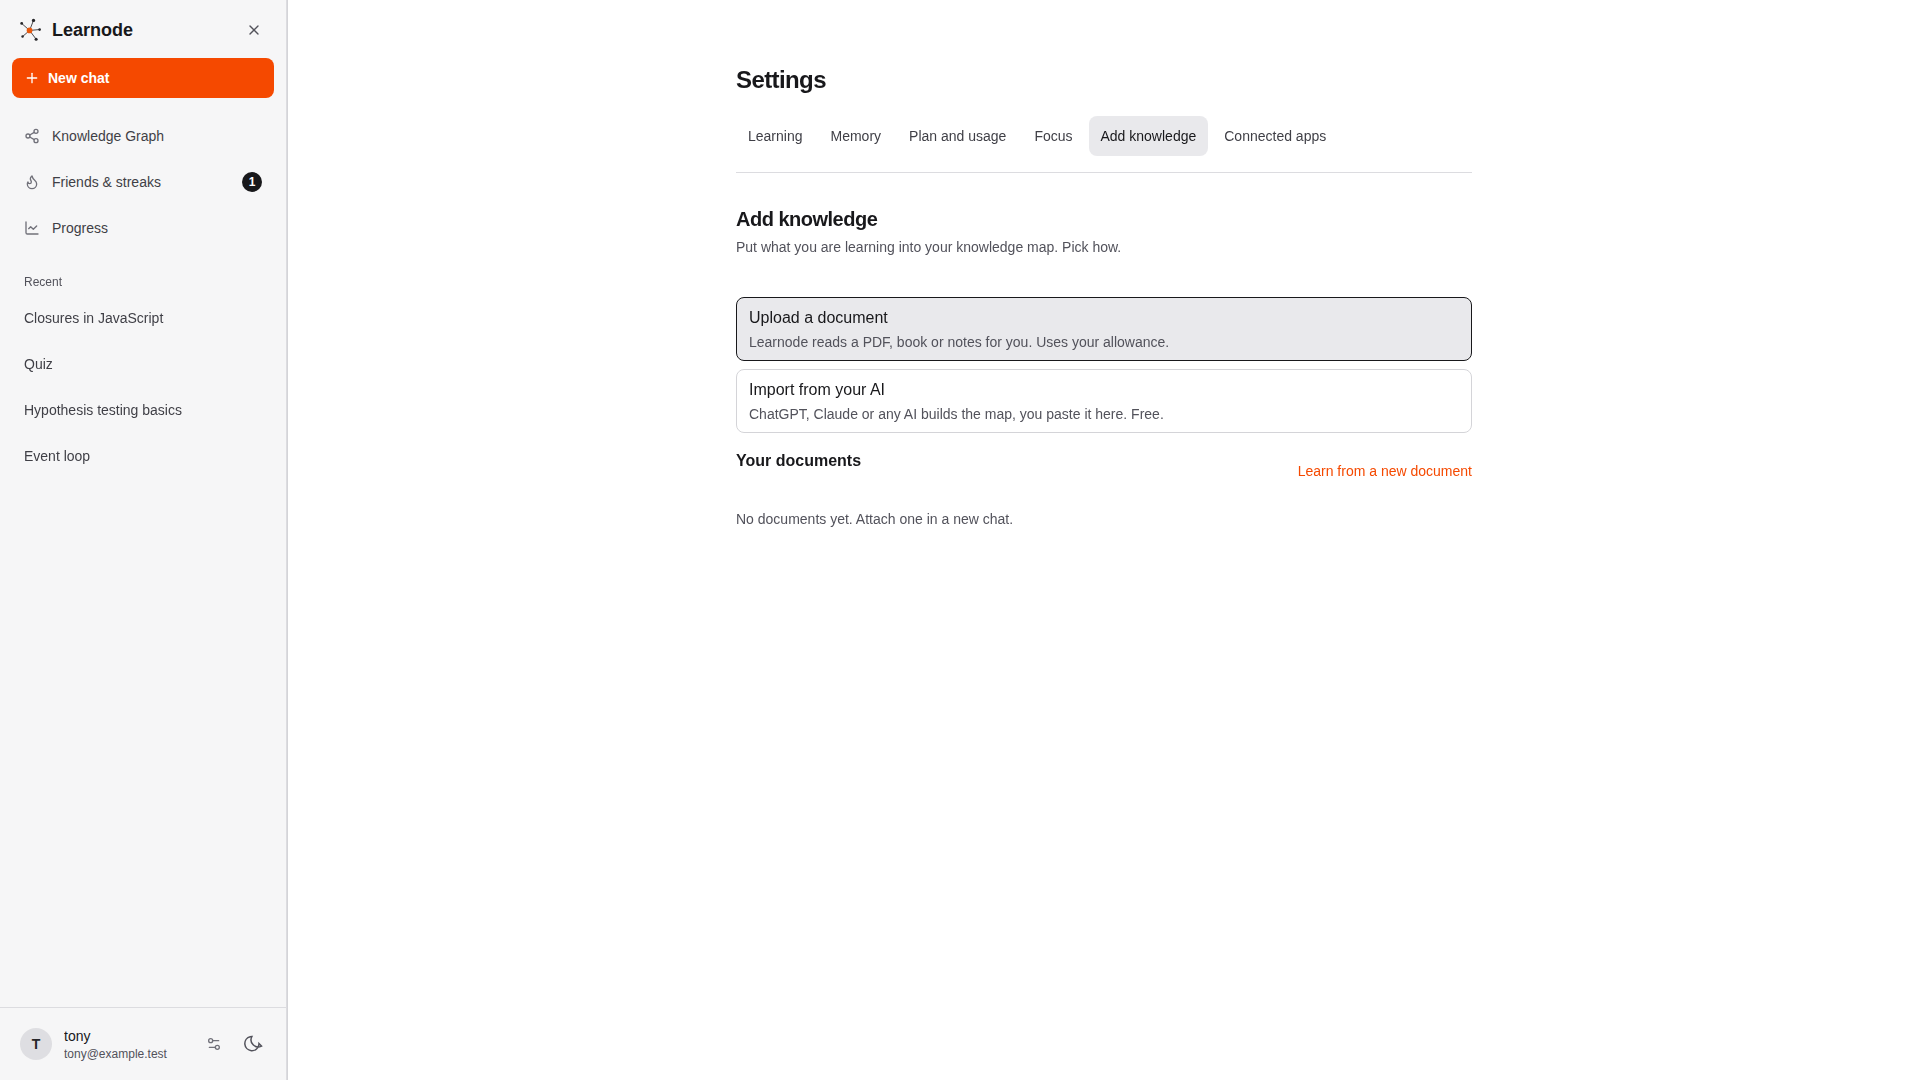 Learnode
New chat
Knowledge Graph
Friends & streaks
1
Progress
Recent
Closures in JavaScript
Quiz
Hypothesis testing basics
Event loop
T
tony
tony@example.test
Settings
Learning
Memory
Plan and usage
Focus
Add knowledge
Connected apps
Add knowledge
Put what you are learning into your knowledge map. Pick how.
Upload a document
Learnode reads a PDF, book or notes for you. Uses your allowance.
Import from your AI
ChatGPT, Claude or any AI builds the map, you paste it here. Free.
Your documents
Learn from a new document
No documents yet. Attach one in a new chat.